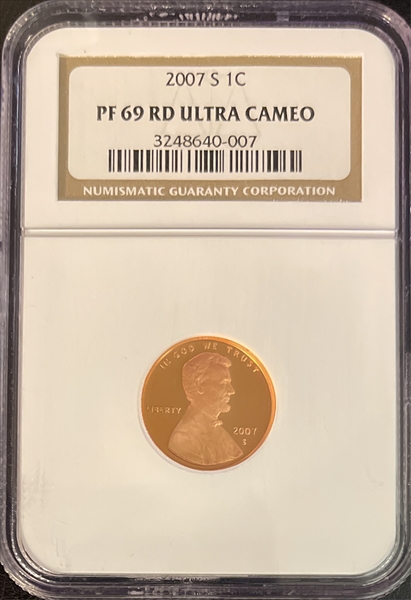 2007 S 1C
PF 69 RD ULTRA CAMEO
3248640-007
NUMISMATIC GUARANTY CORPORATION
IN GOD WE TRUST
LIBERTY
2007
S